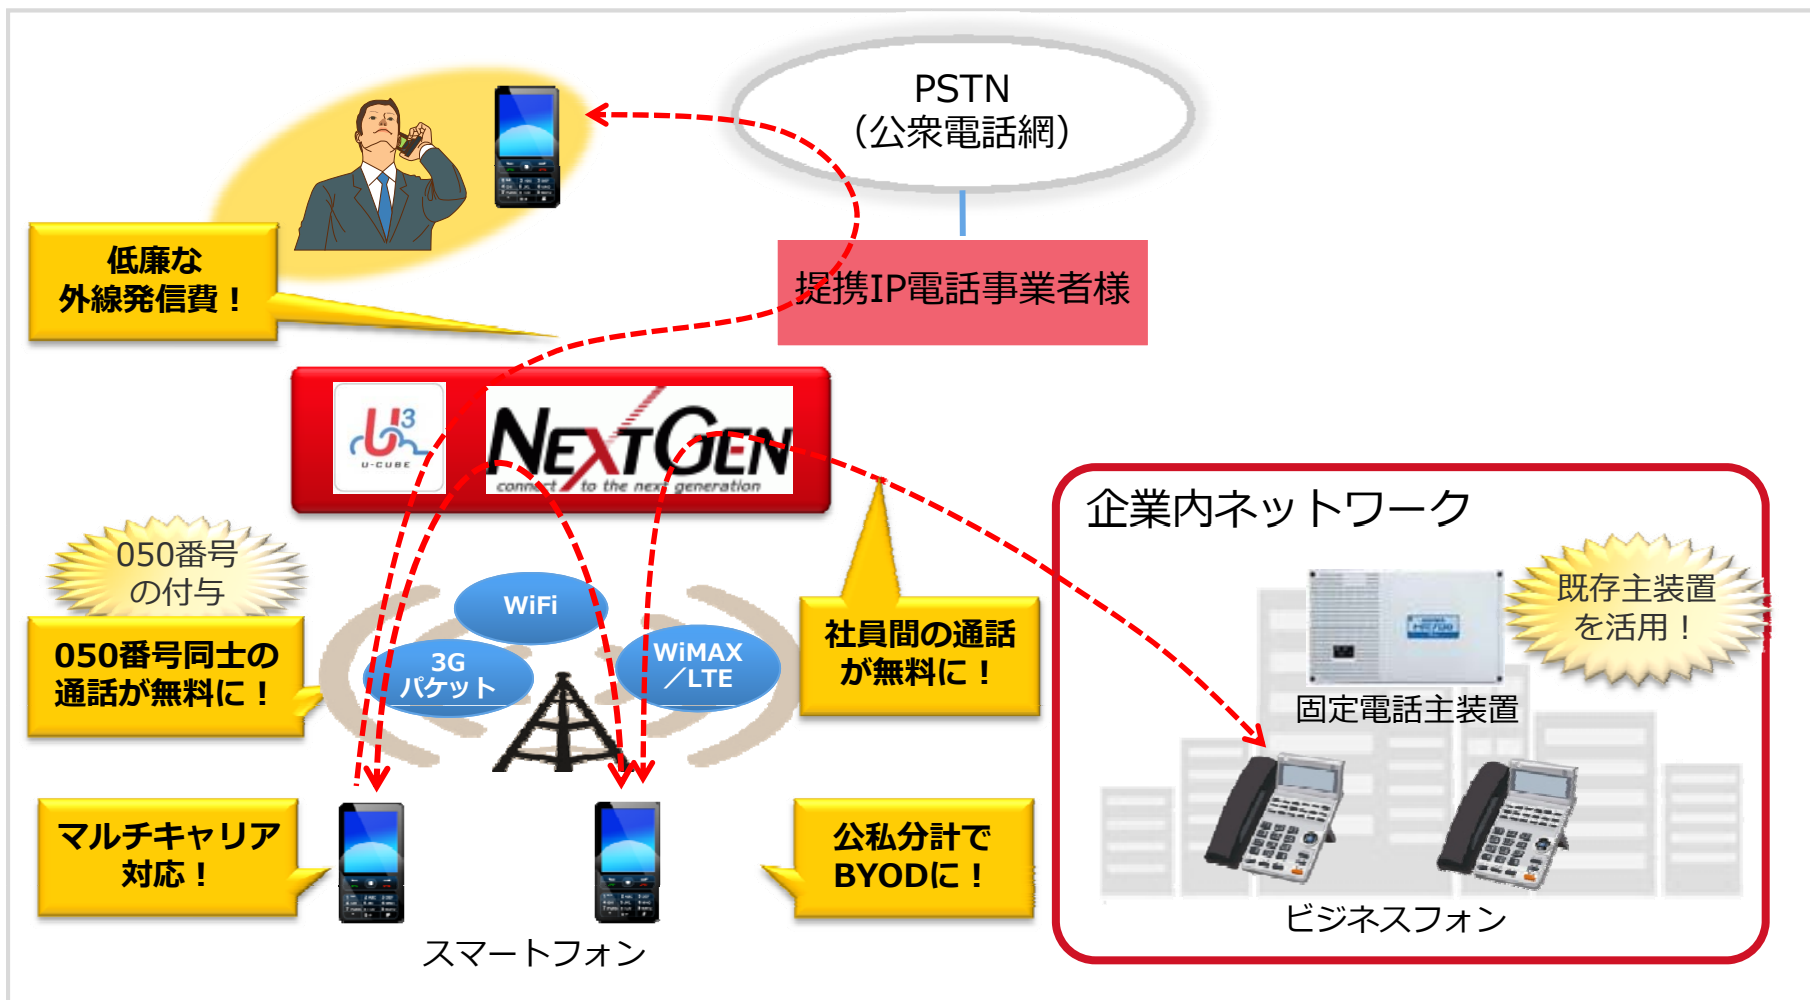 PSTN
（公衆電話網）
低廉な
外線発信費！
提携IP電話事業者様
U3
U-CUBE
NEXTGEN
connect to the next generation
企業内ネットワーク
050番号
の付与
WiFi
既存主装置
を活用！
050番号同士の
通話が無料に！
3G
パケット
WiMAX
／LTE
社員間の通話
が無料に！
固定電話主装置
マルチキャリア
対応！
公私分計で
BYODに！
ビジネスフォン
スマートフォン